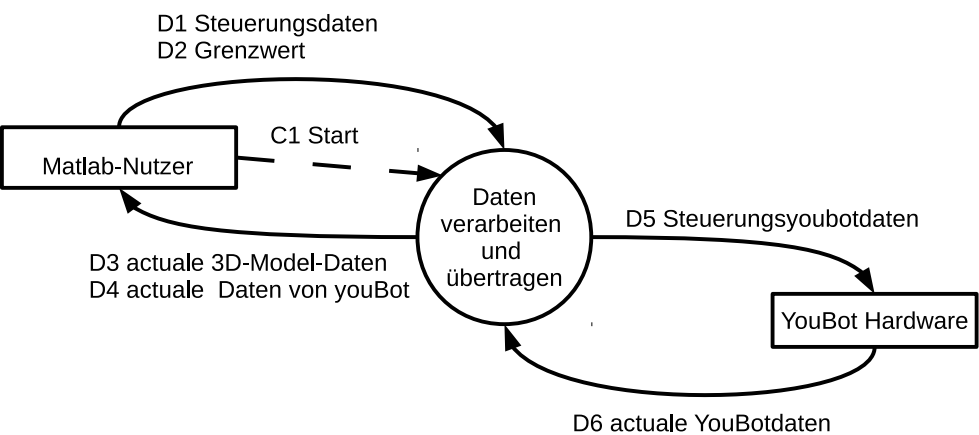 D1 Steuerungsdaten
D2 Grenzwert
C1 Start
Matlab-Nutzer
Daten
verarbeiten
und
übertragen
D5 Steuerungsyoubotdaten
D3 actuale 3D-Model-Daten
D4 actuale Daten von youBot
YouBot Hardware
D6 actuale YouBotdaten